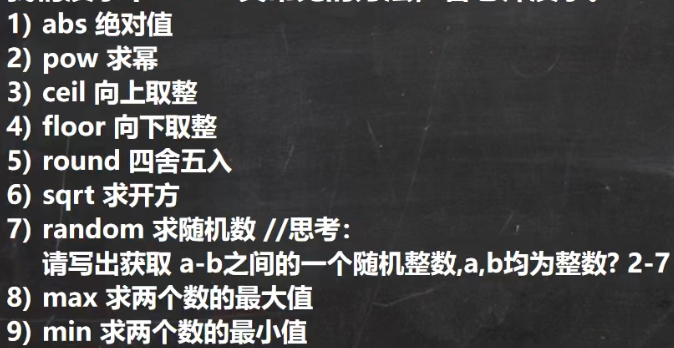 1) abs 绝对值
2) pow 求幂
3) ceil 向上取整
4) floor 向下取整
5) round 四舍五入
6) sqrt 求开方
7) random 求随机数 //思考：
请写出获取 a-b之间的一个随机整数,a,b均为整数? 2-7
8) max 求两个数的最大值
9) min 求两个数的最小值